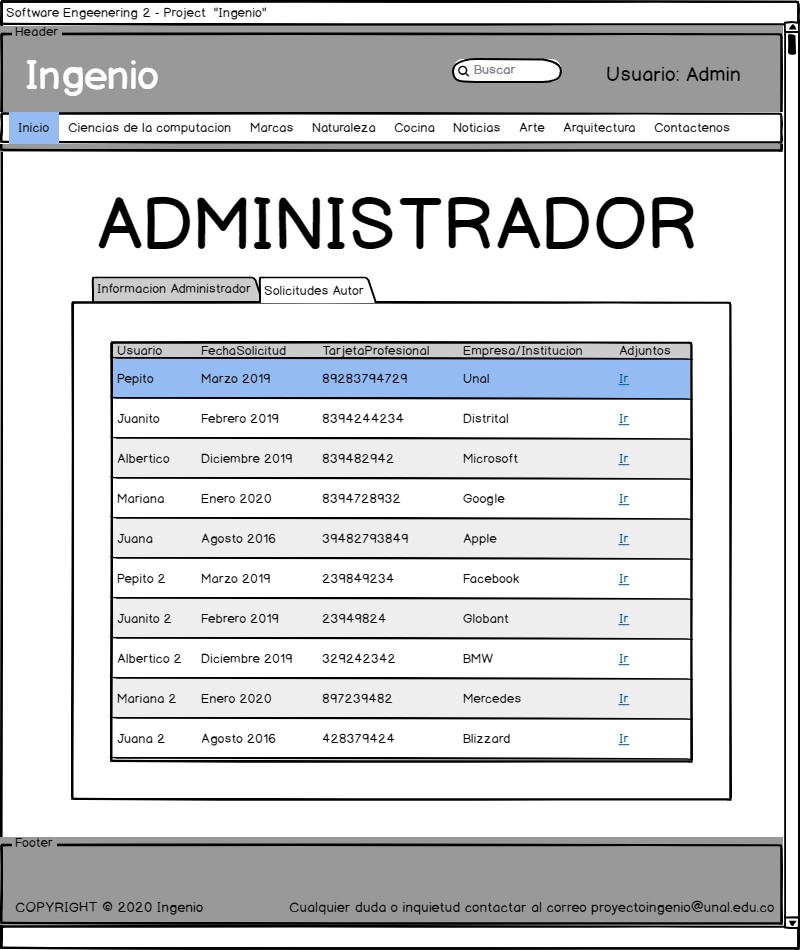 Software Engeenering 2 - Project "Ingenio"
Header
Ingenio
Buscar
Usuario: Admin
Inicio Ciencias de la computacion Marcas Naturaleza Cocina Noticias Arte Arquitectura Contactenos
ADMINISTRADOR
Informacion Administrador Solicitudes Autor
Usuario FechaSolicitud TarjetaProfesional Empresa/Institucion Adjuntos
Pepito Marzo 2019 89283794729 Unal Ir
Juanito Febrero 2019 8394244234 Distrital Ir
Albertico Diciembre 2019 839482942 Microsoft Ir
Mariana Enero 2020 8394728932 Google Ir
Juana Agosto 2016 39482793849 Apple Ir
Pepito 2 Marzo 2019 239849234 Facebook Ir
Juanito 2 Febrero 2019 23949824 Globant Ir
Albertico 2 Diciembre 2019 329242342 BMW Ir
Mariana 2 Enero 2020 897239482 Mercedes Ir
Juana 2 Agosto 2016 428379424 Blizzard Ir
Footer
COPYRIGHT © 2020 Ingenio Cualquier duda o inquietud contactar al correo proyectoingenio@unal.edu.co